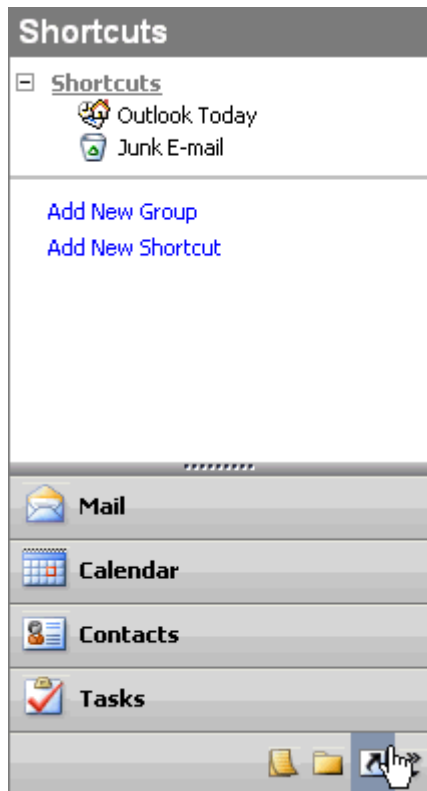 Shortcuts
Shortcuts
Outlook Today
Junk E-mail
Add New Group
Add New Shortcut
Mail
Calendar
Contacts
Tasks